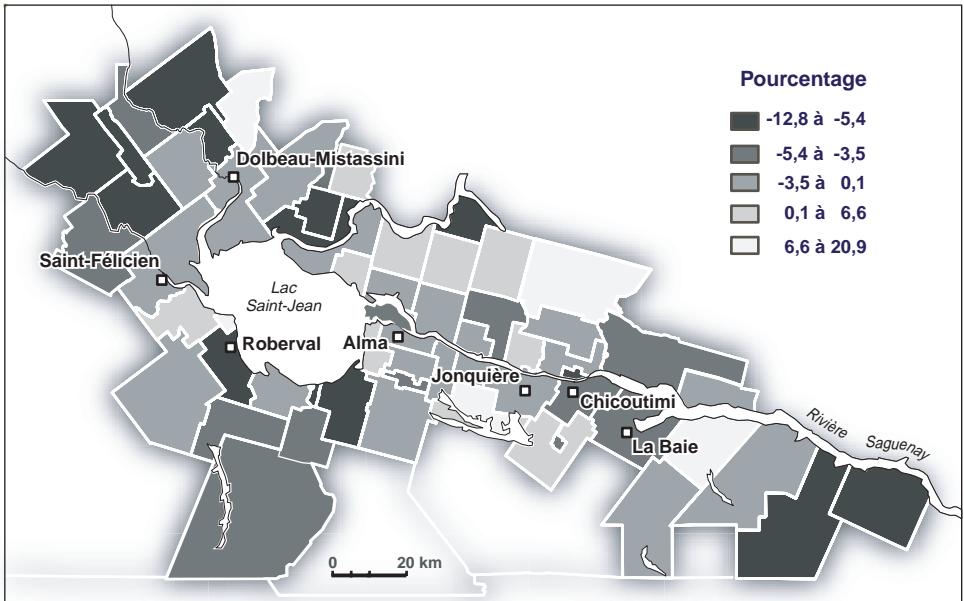 Pourcentage
-12,8 à -5,4
-5,4 à -3,5
-3,5 à 0,1
0,1 à 6,6
6,6 à 20,9
Dolbeau-Mistassini
Saint-Félicien
Lac
Saint-Jean
Roberval
Alma
Jonquière
Chicoutimi
La Baie
Rivière
Saguenay
0 20 km